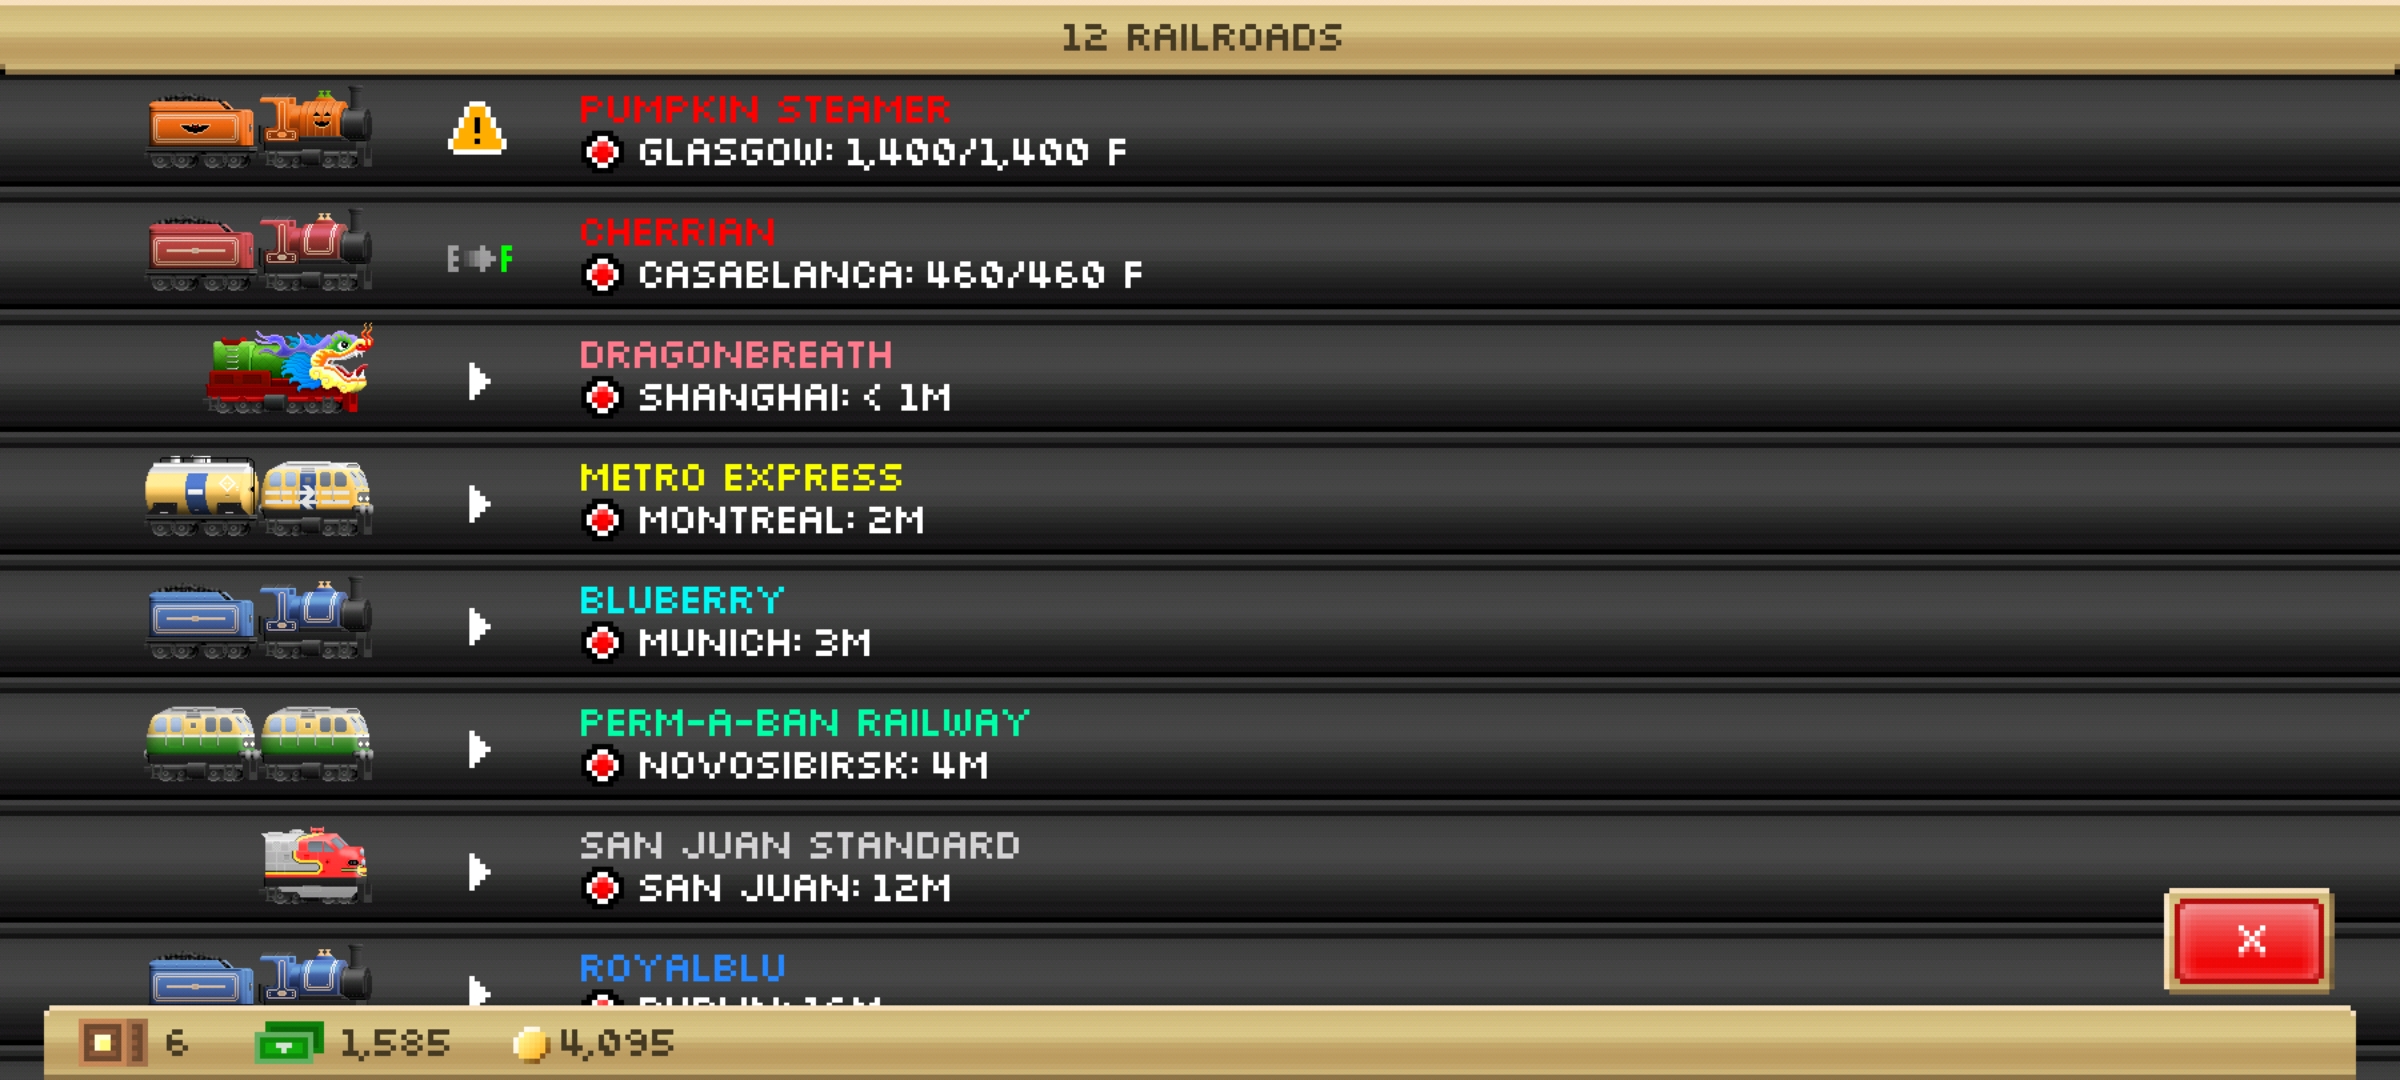 12 RAILROADS
PUMPKIN STEAMER
GLASGOW: 1,400/1,400 F
CHERRIAN
E F
CASABLANCA: 460/460 F
DRAGONBREATH
SHANGHAI: < 1M
METRO EXPRESS
MONTREAL: 2M
BLUBERRY
MUNICH: 3M
PERM-A-BAN RAILWAY
NOVOSIBIRSK: 4M
SAN JUAN STANDARD
SAN JUAN: 12M
X
ROYALBLU
6 1,585 4,095